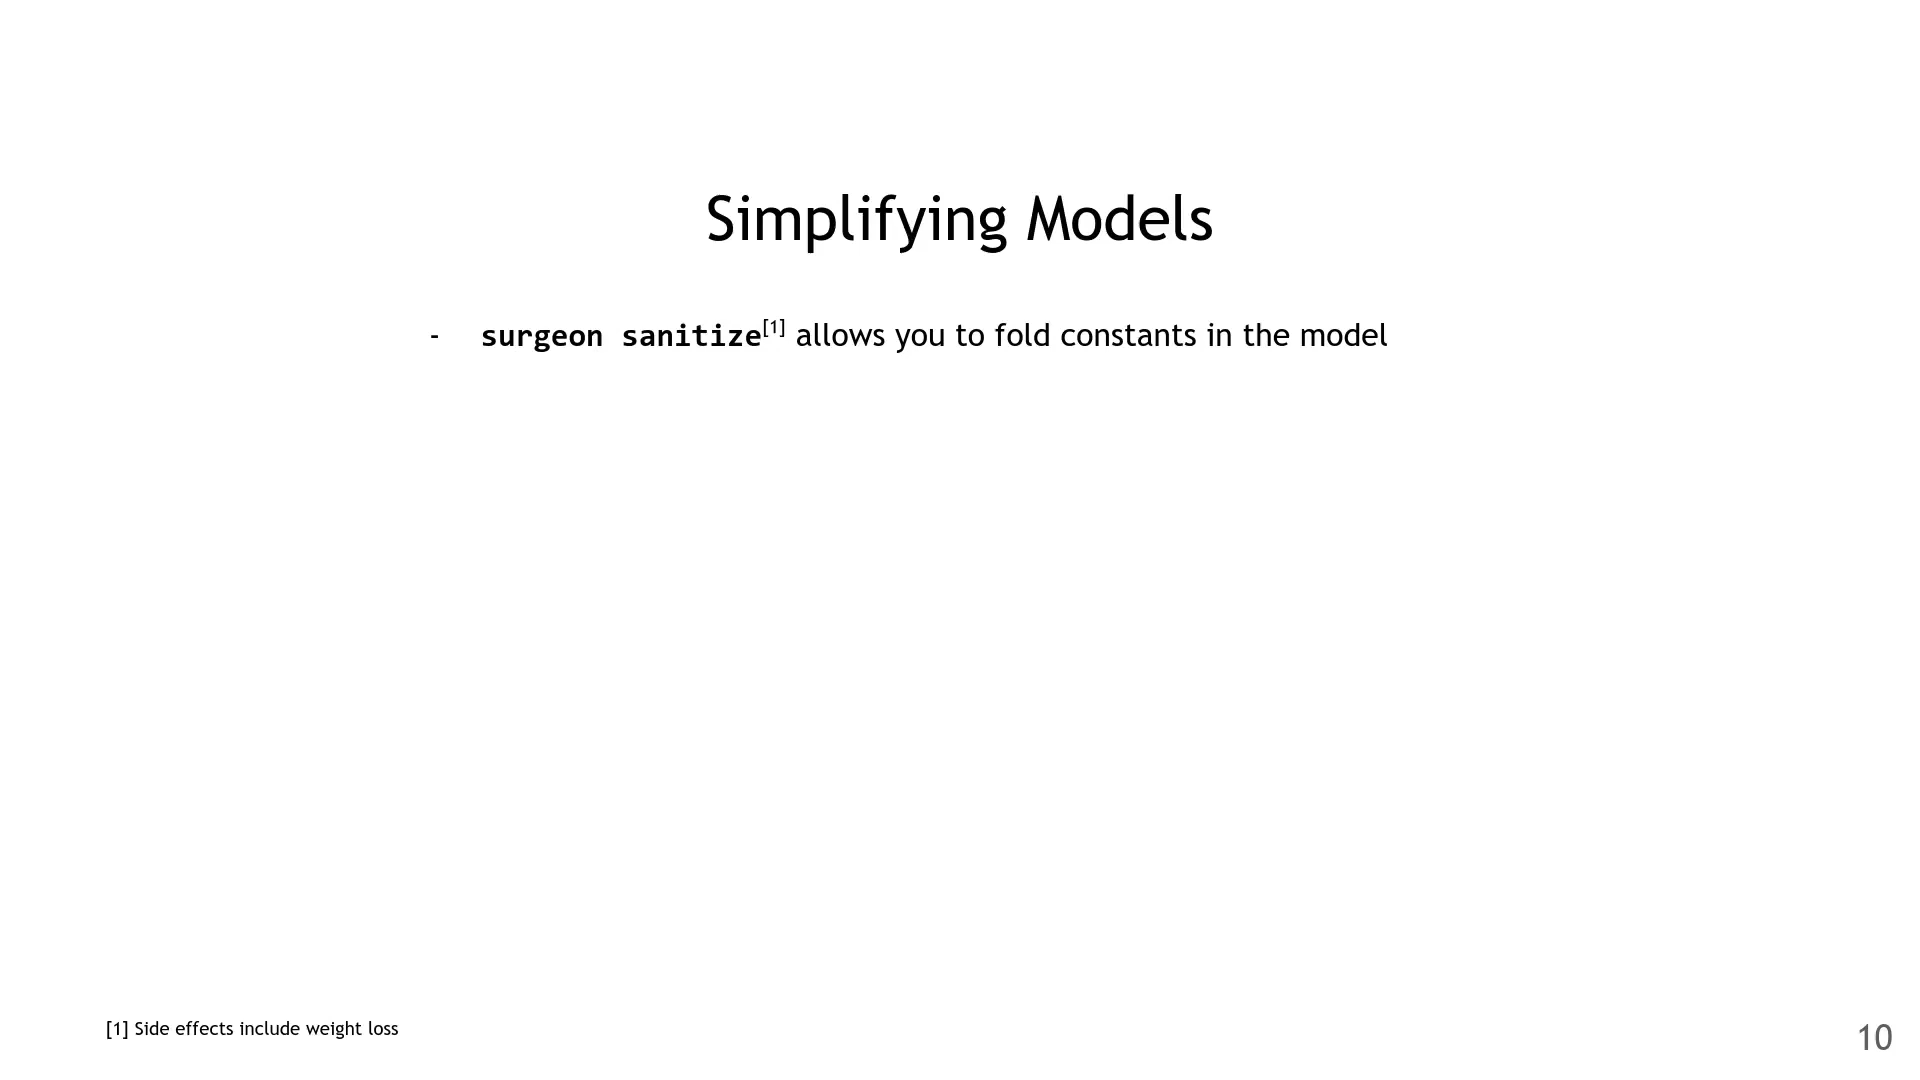 Simplifying Models
- surgeon sanitize[1] allows you to fold constants in the model
[1] Side effects include weight loss
10